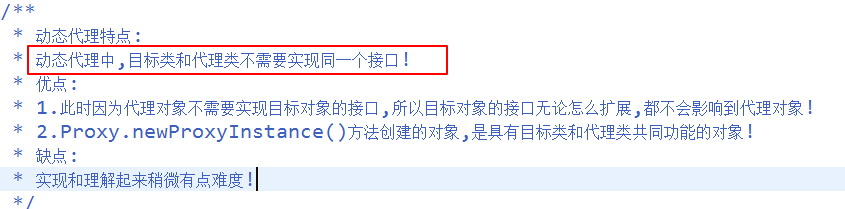 /**
* 动态代理特点:
* 动态代理中,目标类和代理类不需要实现同一个接口!
* 优点:
* 1.此时因为代理对象不需要实现目标对象的接口,所以目标对象的接口无论怎么扩展,都不会影响到代理对象!
* 2.Proxy.newProxyInstance()方法创建的对象,是具有目标类和代理类共同功能的对象!
* 缺点:
* 实现和理解起来稍微有点难度!
*/